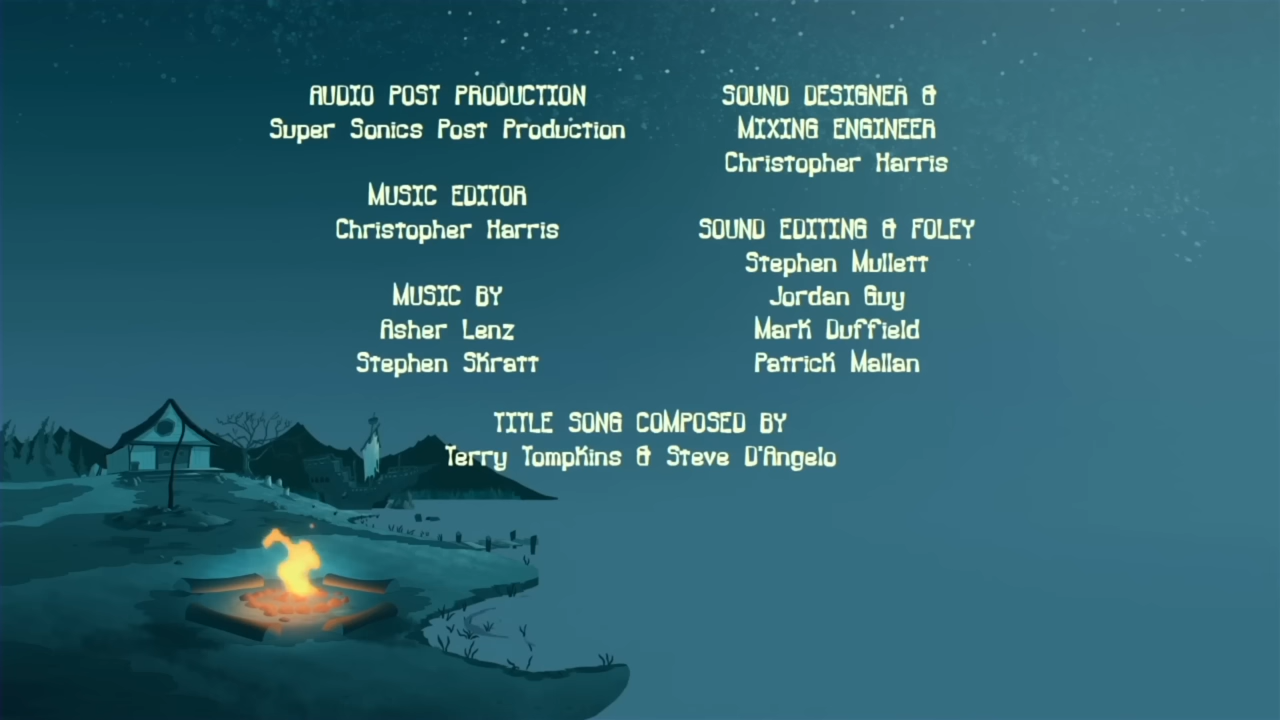 AUDIO POST PRODUCTION
Super Sonics Post Production
MUSIC EDITOR
Christopher Harris
MUSIC BY
Asher Lenz
Stephen Skratt
SOUND DESIGNER &
MIXING ENGINEER
Christopher Harris
SOUND EDITING & FOLEY
Stephen Mullett
Jordan Guy
Mark Duffield
Patrick Mallan
TITLE SONG COMPOSED BY
Terry Tompkins & Steve D'Angelo